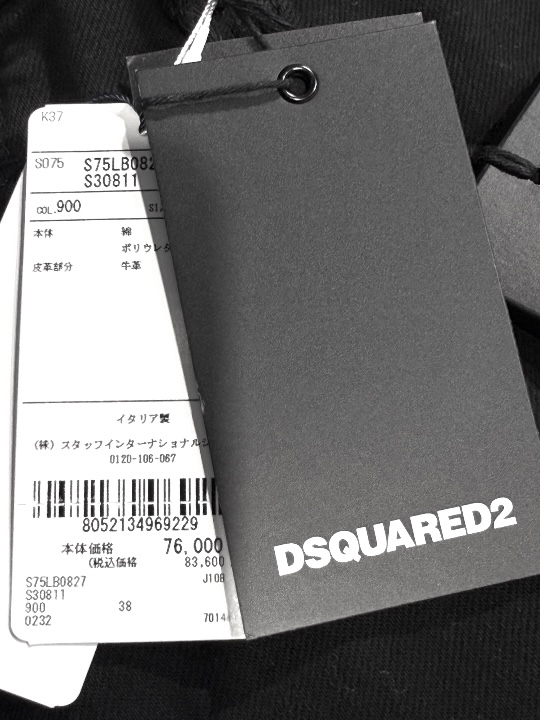 K37
S075 S75LB082
S30811
COL.900
本体 綿
ポリウレタ
皮革部分 牛革
イタリア製
(株)スタッフインターナショナル
0120-106-067
8052134969229
本体価格 76,000
(税込価格 83,600
S75LB0827 J108
S30811
900 38
0232 7014
DSQUARED2